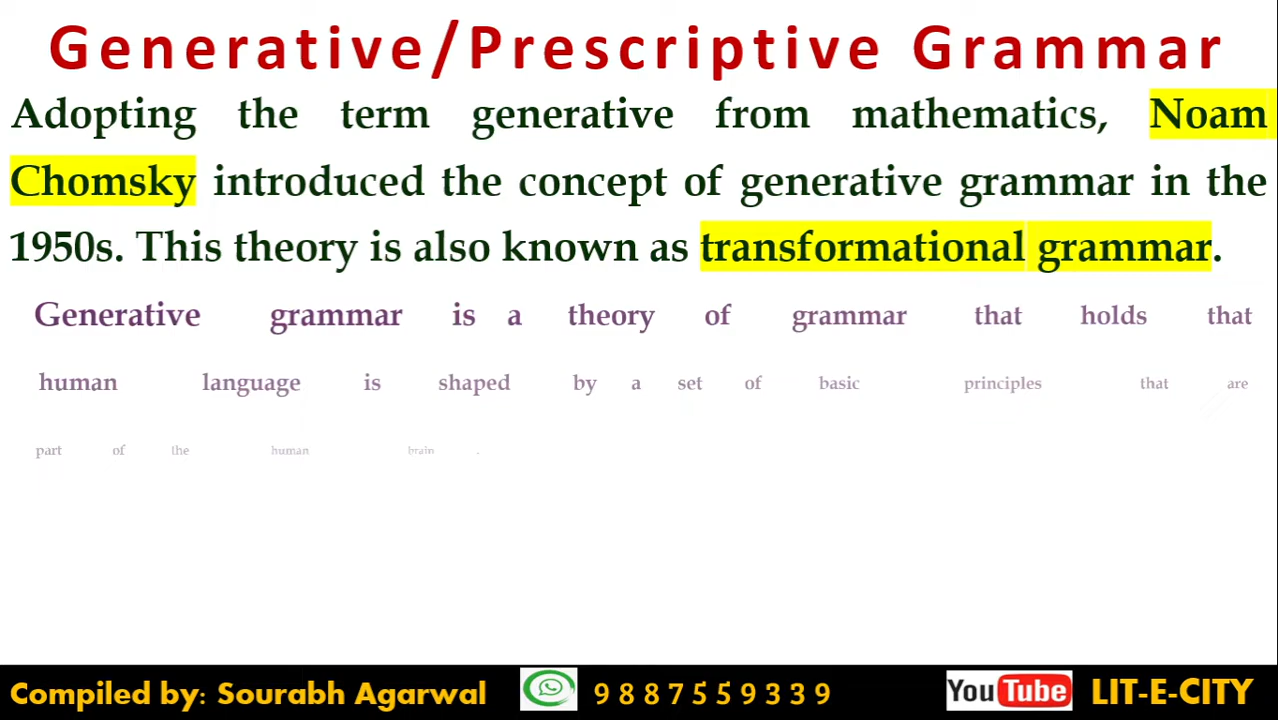 Generative/Prescriptive Grammar
Adopting the term generative from mathematics, Noam
Chomsky introduced the concept of generative grammar in the
1950s. This theory is also known as transformational grammar.
Generative grammar is a theory of grammar that holds that
human language is shaped by a set of basic principles that are
part of the human brain .
Compiled by: Sourabh Agarwal 9887559339 YouTube LIT-E-CITY